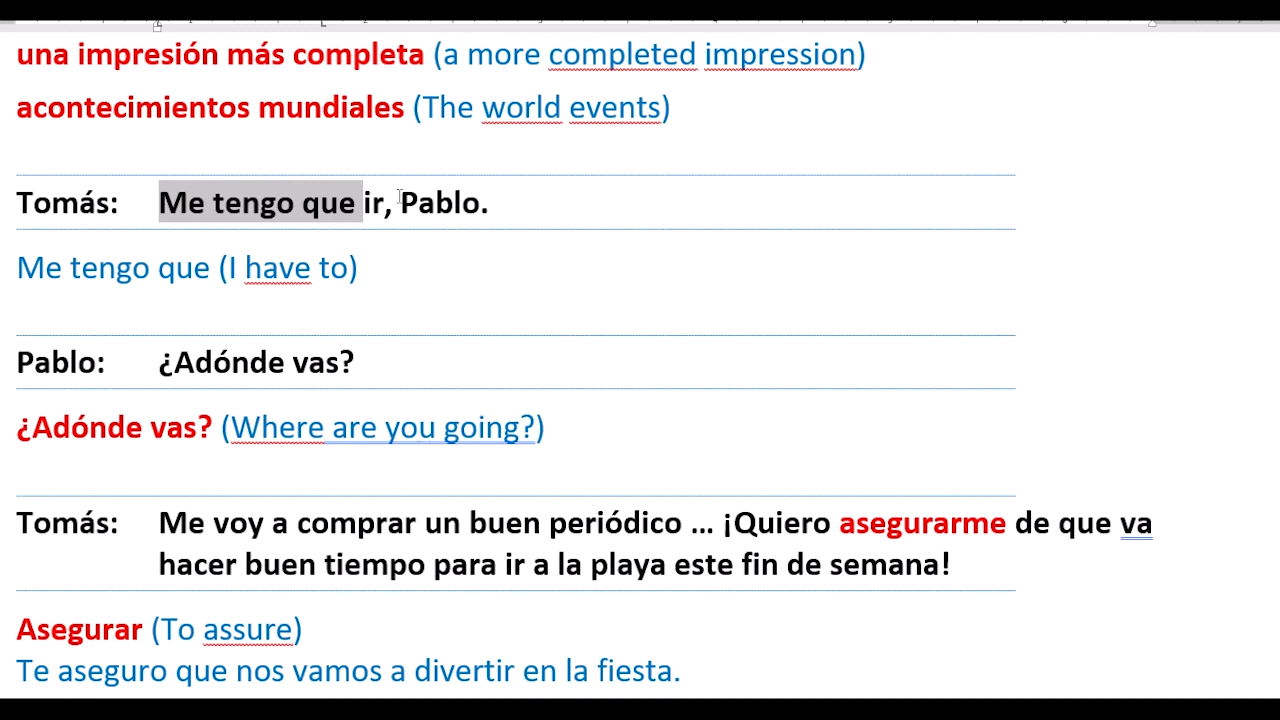 una impresión más completa (a more completed impression)
acontecimientos mundiales (The world events)
Tomás: Me tengo que ir, Pablo.
Me tengo que (I have to)
Pablo: ¿Adónde vas?
¿Adónde vas? (Where are you going?)
Tomás: Me voy a comprar un buen periódico ... ¡Quiero asegurarme de que va
hacer buen tiempo para ir a la playa este fin de semana!
Asegurar (To assure)
Te aseguro que nos vamos a divertir en la fiesta.